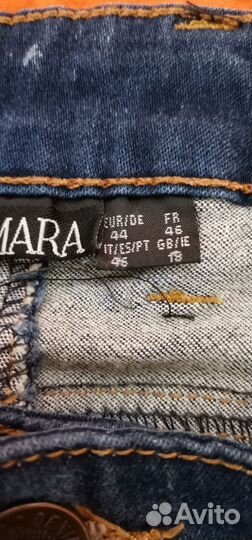 MARA
EUR/DE FR
44 46
IT/ES/PT GB/IE
46 18
Avito